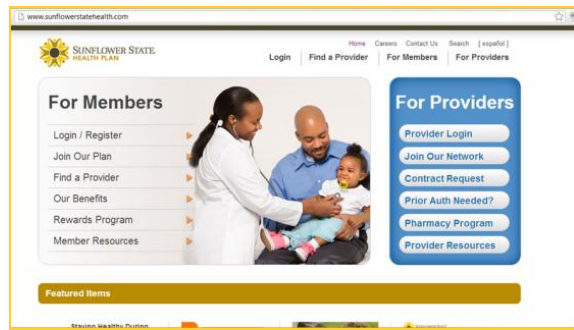 www.sunflowerstatehealth.com
SUNFLOWER STATE
HEALTH PLAN
Home Careers Contact Us Search [ español ]
Login Find a Provider For Members For Providers
For Members
Login / Register
Join Our Plan
Find a Provider
Our Benefits
Rewards Program
Member Resources
For Providers
Provider Login
Join Our Network
Contract Request
Prior Auth Needed?
Pharmacy Program
Provider Resources
Featured Items
Staying Healthy During